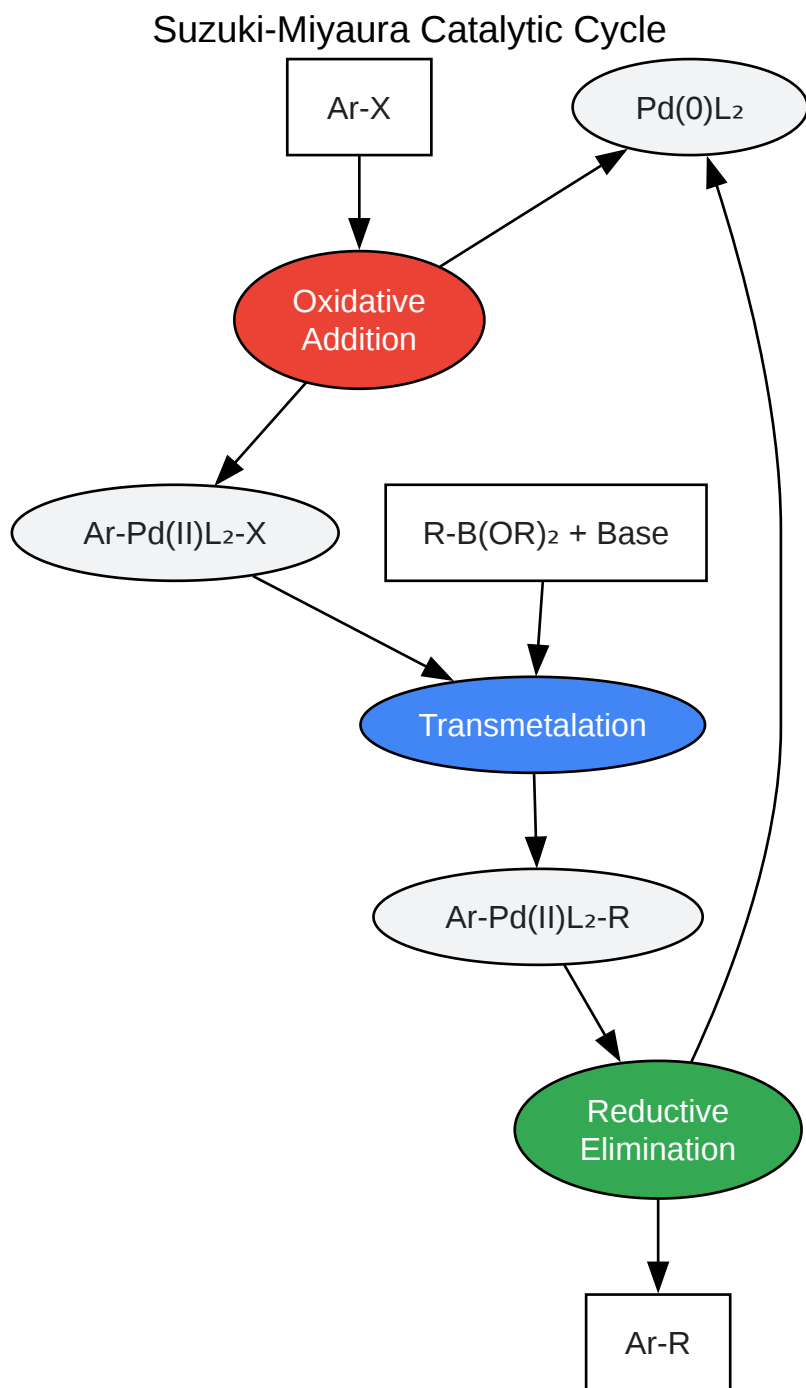 Suzuki-Miyaura Catalytic Cycle
Ar-X
Pd(0)L₂
Oxidative
Addition
Ar-Pd(II)L₂-X
R-B(OR)₂ + Base
Transmetalation
Ar-Pd(II)L₂-R
Reductive
Elimination
Ar-R